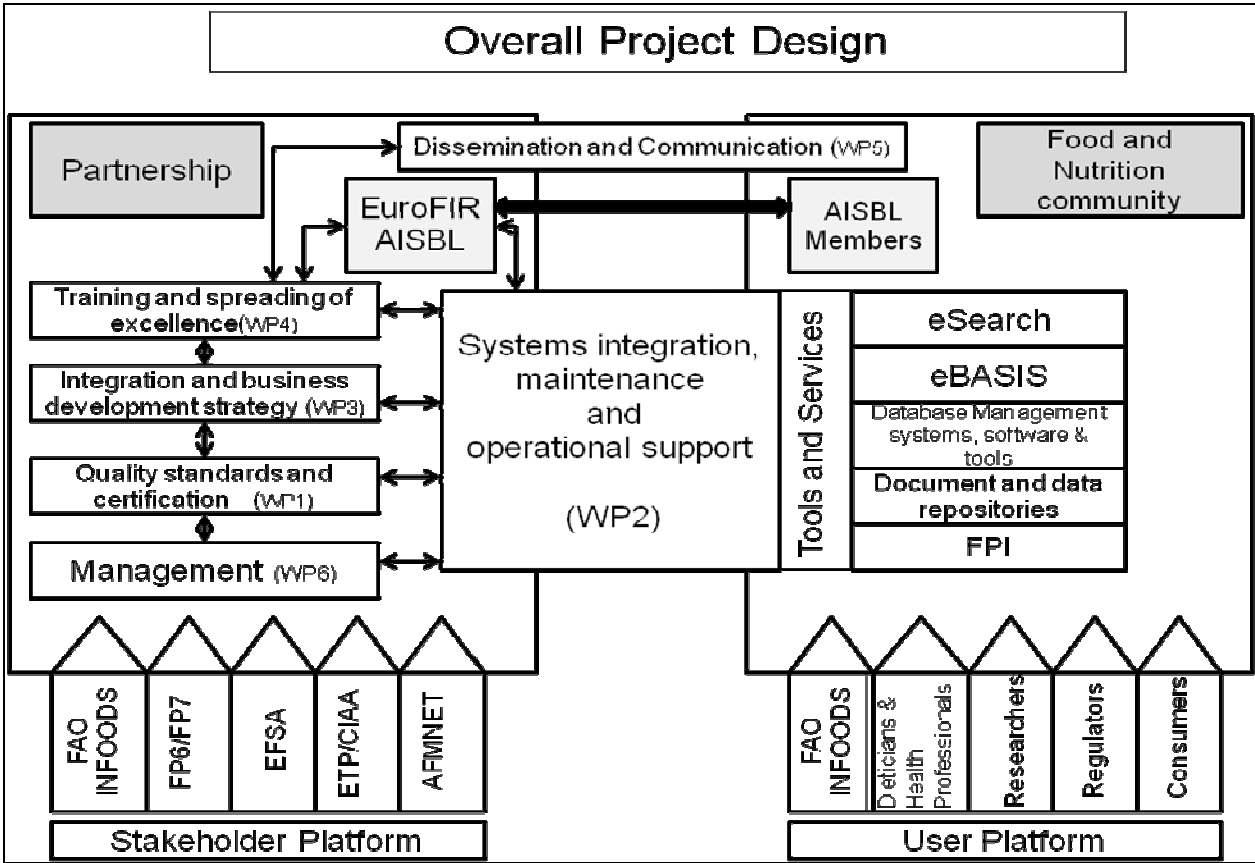 Overall Project Design
Partnership
Dissemination and Communication (WP5)
Food and
Nutrition
community
EuroFIR
AISBL
AISBL
Members
Training and spreading of
excellence(WP4)
Integration and business
development strategy (WP3)
Quality standards and
certification (WP1)
Management (WP6)
Systems integration,
maintenance
and
operational support
(WP2)
Tools and Services
eSearch
eBASIS
Database Management
systems, software &
tools
Document and data
repositories
FPI
FAO
INFOODS
FP6/FP7
EFSA
ETP/CIAA
AFMNET
Stakeholder Platform
FAO
INFOODS
Dieticians &
Health
Professionals
Researchers
Regulators
Consumers
User Platform